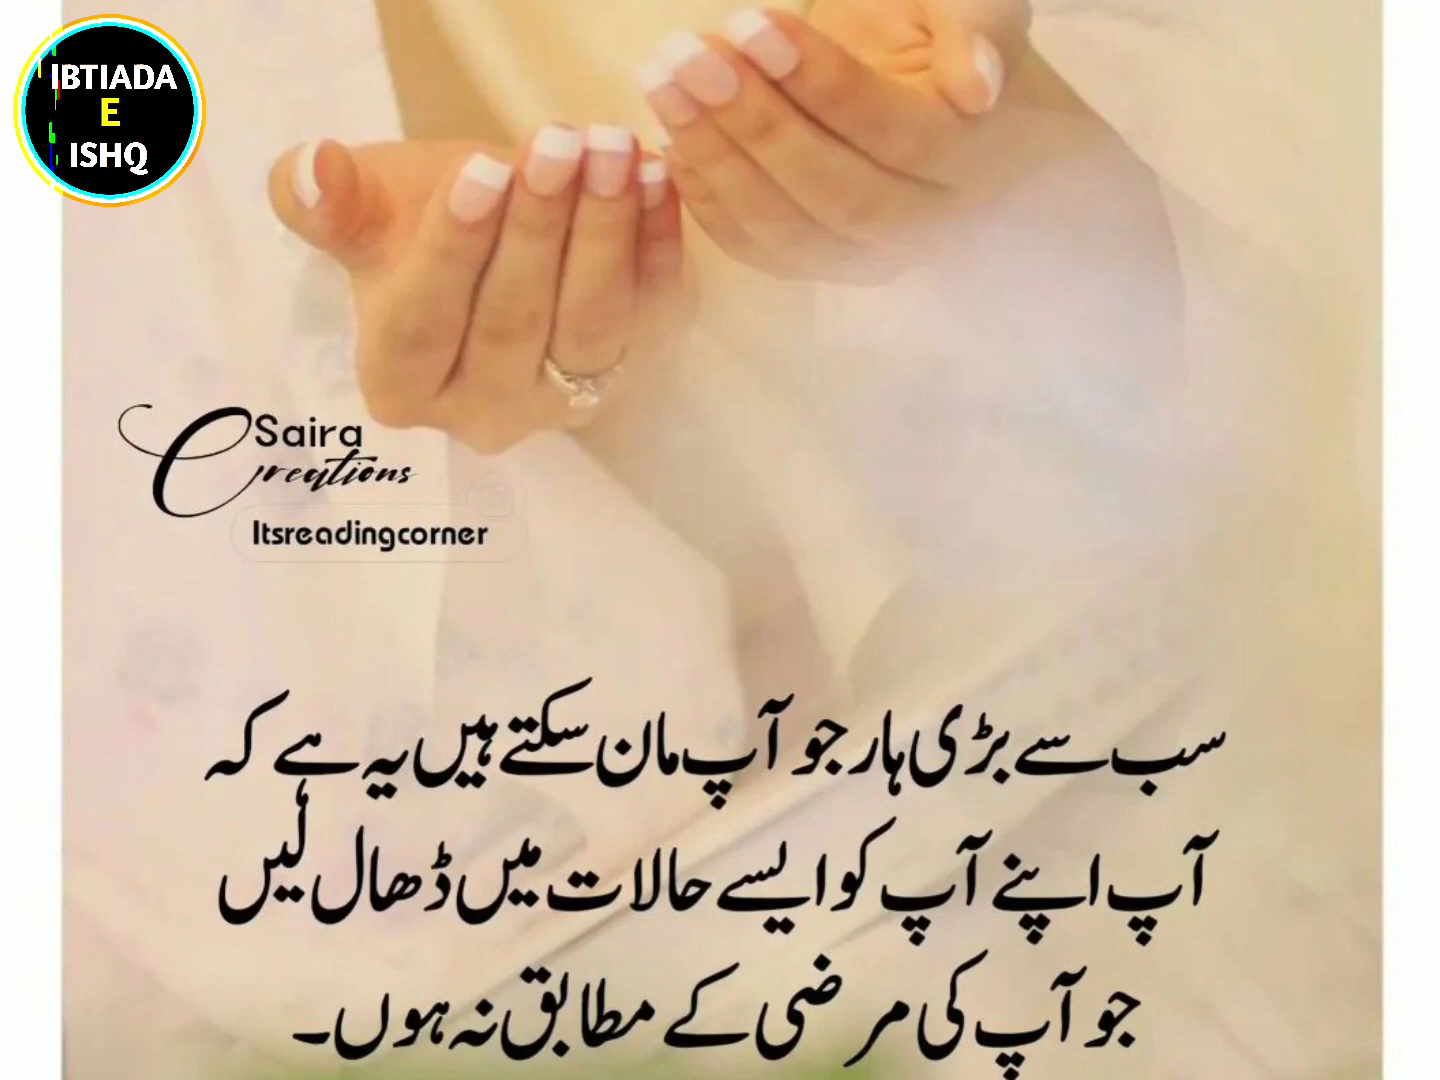 IBTIADA
E
ISHQ
Saira
Creations
Itsreadingcorner
سب سے بڑی ہار جو آپ مان سکتے ہیں یہ ہے کہ
آپ اپنے آپ کو ایسے حالات میں ڈھال لیں
جو آپ کی مرضی کے مطابق نہ ہوں۔